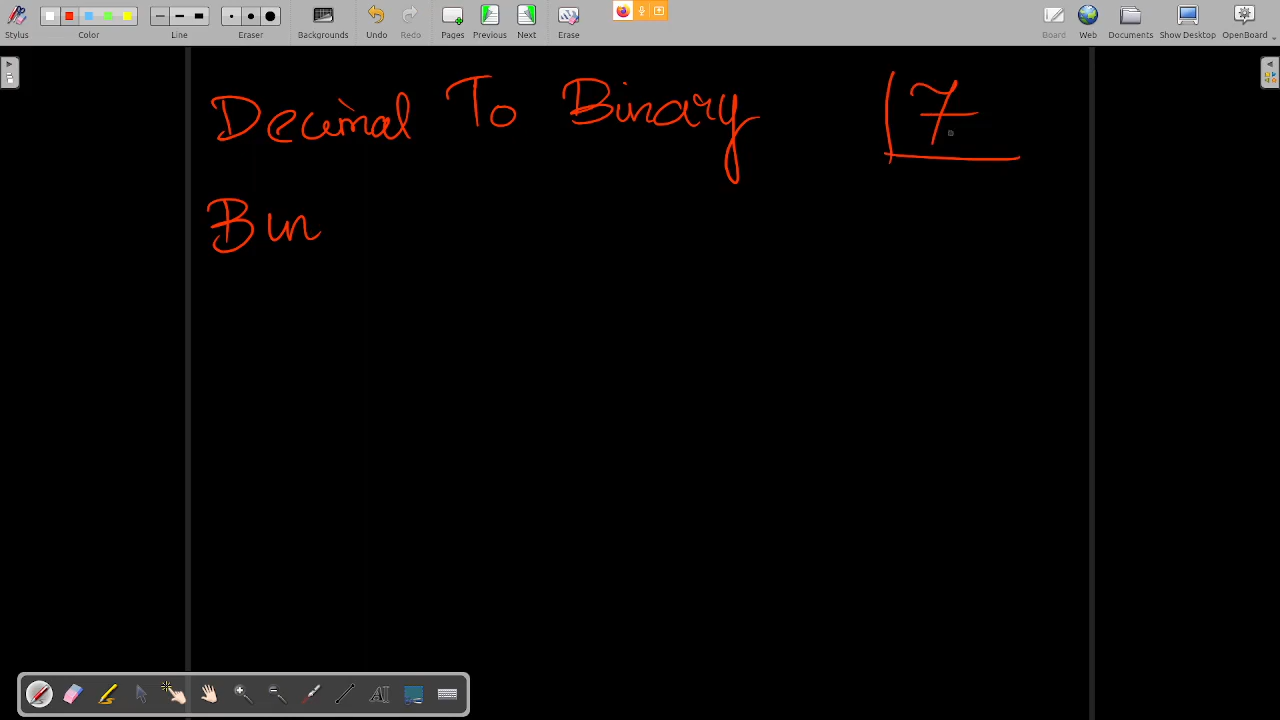 Stylus
Color
Line
Eraser
Backgrounds
Undo
Redo
Pages
Previous
Next
Erase
Board
Web
Documents
Show Desktop
OpenBoard
Decimal To Binary 7
Bin